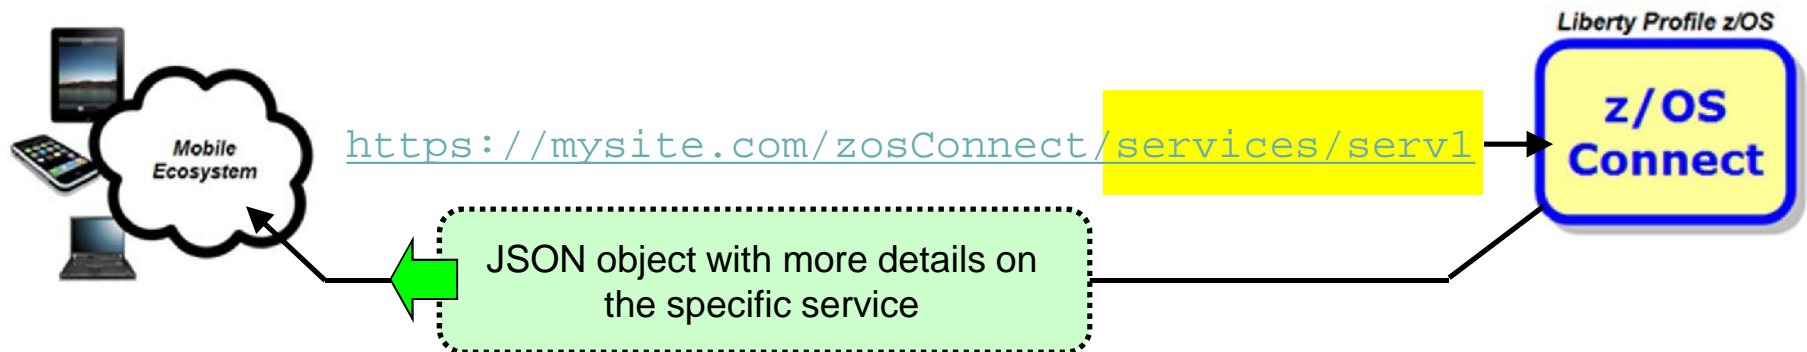 Liberty Profile z/OS
z/OS
Connect
Mobile
Ecosystem
https://mysite.com/zosConnect/services/serv1
JSON object with more details on
the specific service